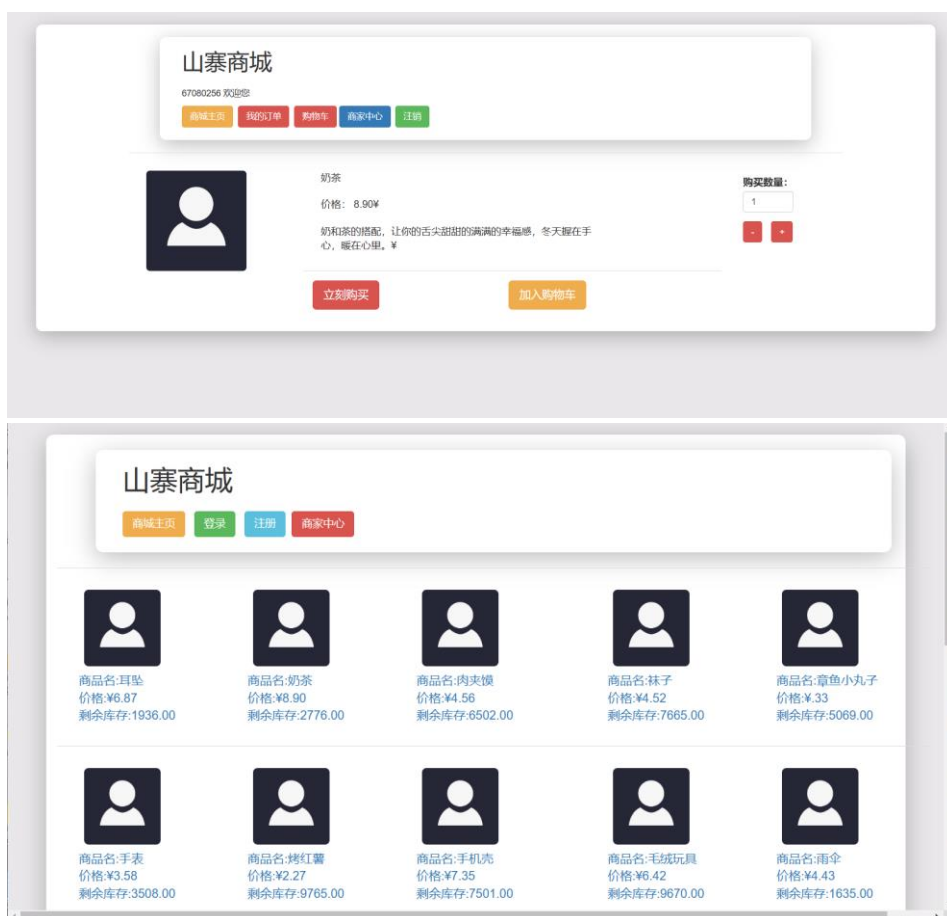 山寨商城
67080256 欢迎您
商城主页 我的订单 购物车 商家中心 注销
奶茶
价格： 8.90¥
奶和茶的搭配，让你的舌尖甜甜的满满的幸福感，冬天握在手
心，暖在心里。¥
购买数量：
1
- +
立刻购买 加入购物车
山寨商城
商城主页 登录 注册 商家中心
商品名:耳坠 商品名:奶茶 商品名:肉夹馍 商品名:袜子 商品名:章鱼小丸子
价格:¥6.87 价格:¥8.90 价格:¥4.56 价格:¥4.52 价格:¥.33
剩余库存:1936.00 剩余库存:2776.00 剩余库存:6502.00 剩余库存:7665.00 剩余库存:5069.00
商品名:手表 商品名:烤红薯 商品名:手机壳 商品名:毛绒玩具 商品名:雨伞
价格:¥3.58 价格:¥2.27 价格:¥7.35 价格:¥6.42 价格:¥4.43
剩余库存:3508.00 剩余库存:9765.00 剩余库存:7501.00 剩余库存:9670.00 剩余库存:1635.00